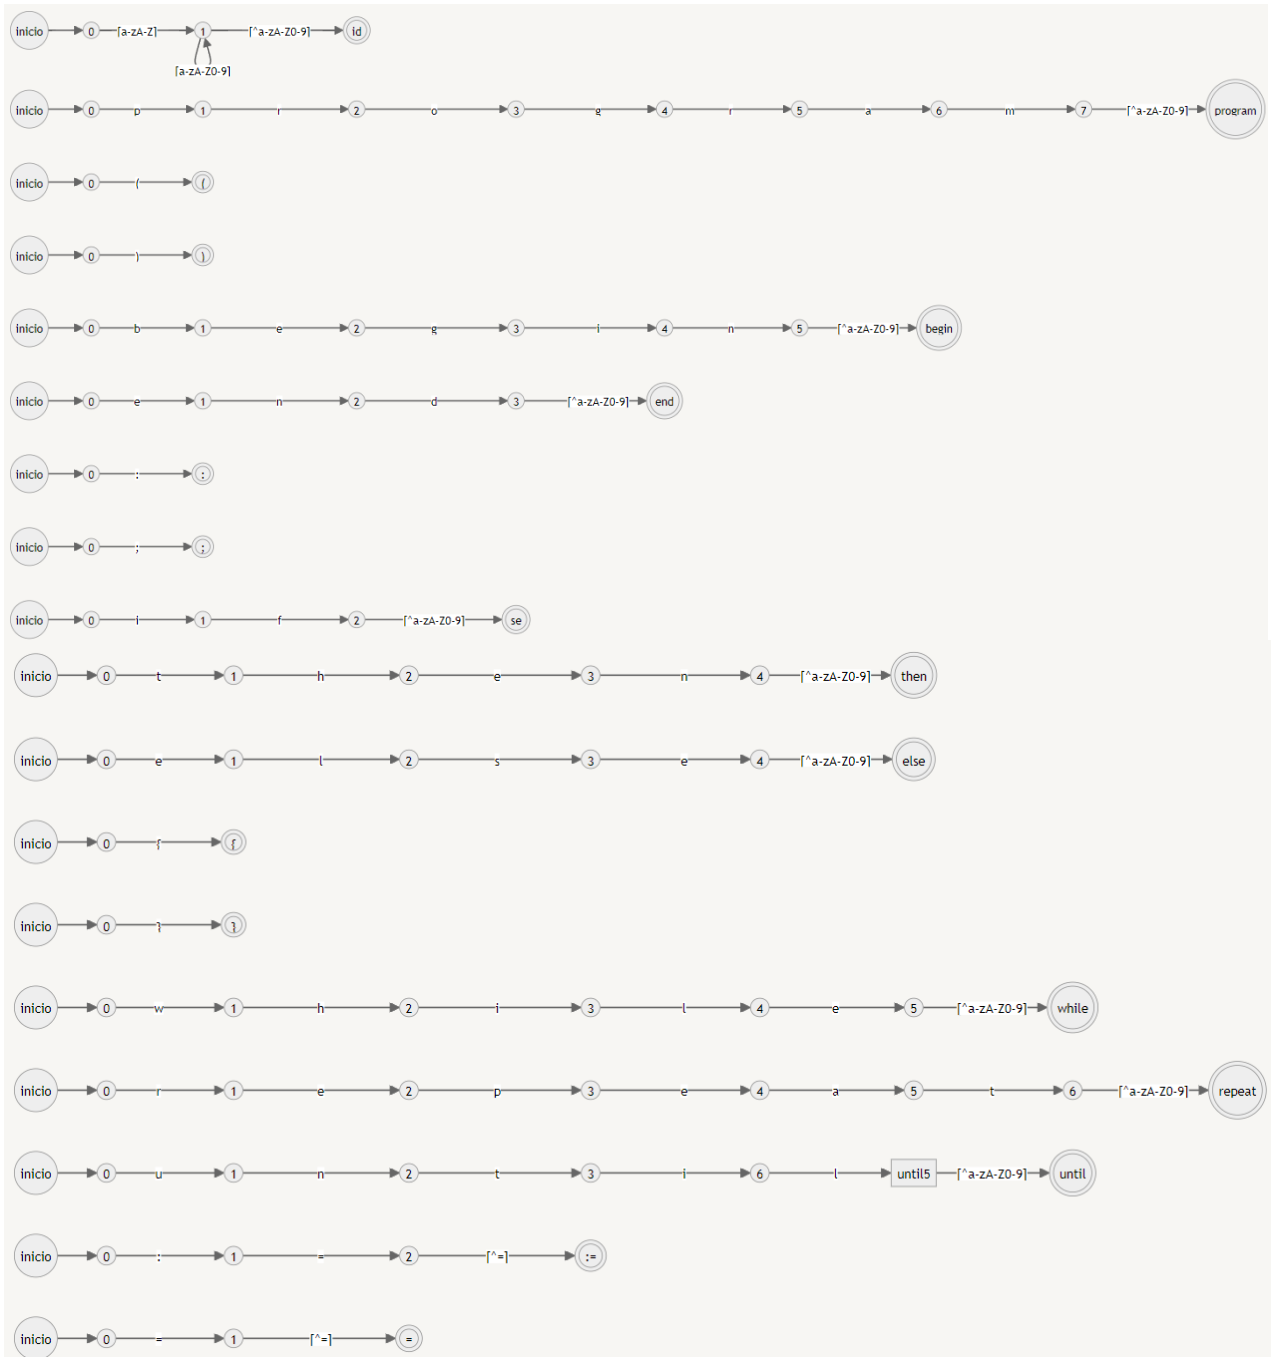 inicio 0 [a-zA-Z] 1 [^a-zA-Z0-9] id
[a-zA-Z0-9]
inicio 0 p 1 r 2 o 3 g 4 r 5 a 6 m 7 [^a-zA-Z0-9] program
inicio 0 ( (
inicio 0 ) )
inicio 0 b 1 e 2 g 3 i 4 n 5 [^a-zA-Z0-9] begin
inicio 0 e 1 n 2 d 3 [^a-zA-Z0-9] end
inicio 0 : :
inicio 0 ; ;
inicio 0 i 1 f 2 [^a-zA-Z0-9] se
inicio 0 t 1 h 2 e 3 n 4 [^a-zA-Z0-9] then
inicio 0 e 1 l 2 s 3 e 4 [^a-zA-Z0-9] else
inicio 0 { {
inicio 0 } }
inicio 0 w 1 h 2 i 3 l 4 e 5 [^a-zA-Z0-9] while
inicio 0 r 1 e 2 p 3 e 4 a 5 t 6 [^a-zA-Z0-9] repeat
inicio 0 u 1 n 2 t 3 i 6 l until5 [^a-zA-Z0-9] until
inicio 0 : 1 = 2 [^=] :=
inicio 0 = 1 [^=] =